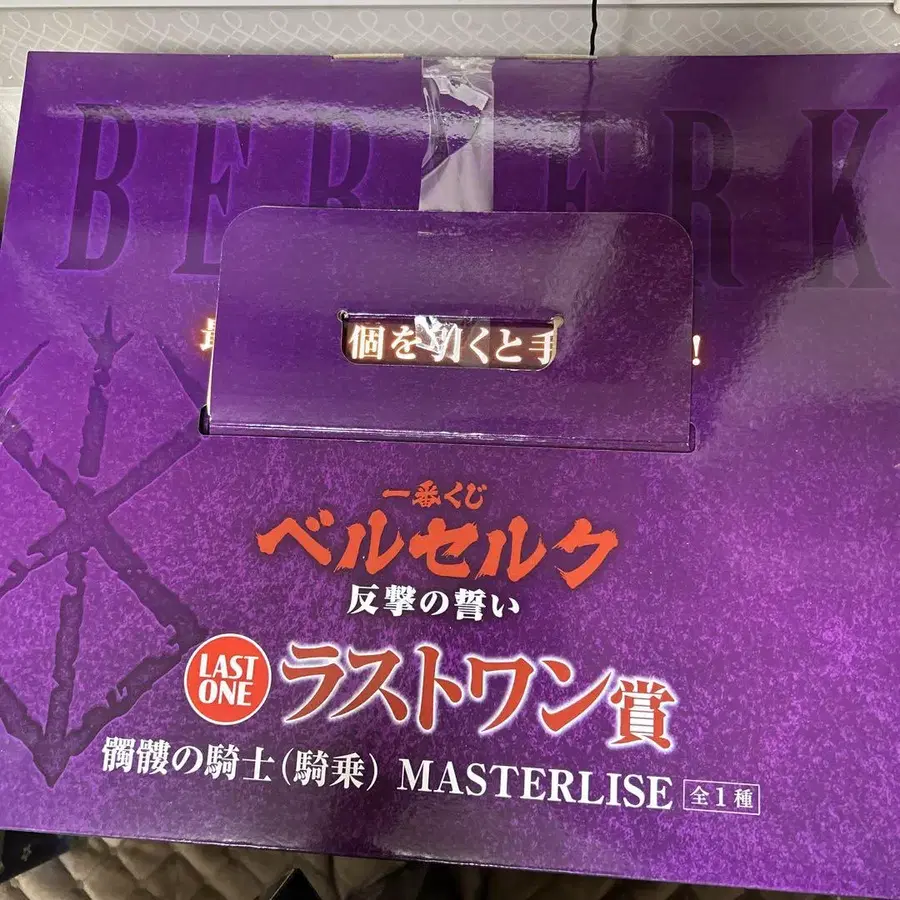 BER ERK
個を引くと手
!
一番くじ
ベルセルク
反撃の誓い
LAST
ONE
ラストワン賞
髑髏の騎士(騎乗) MASTERLISE 全1種